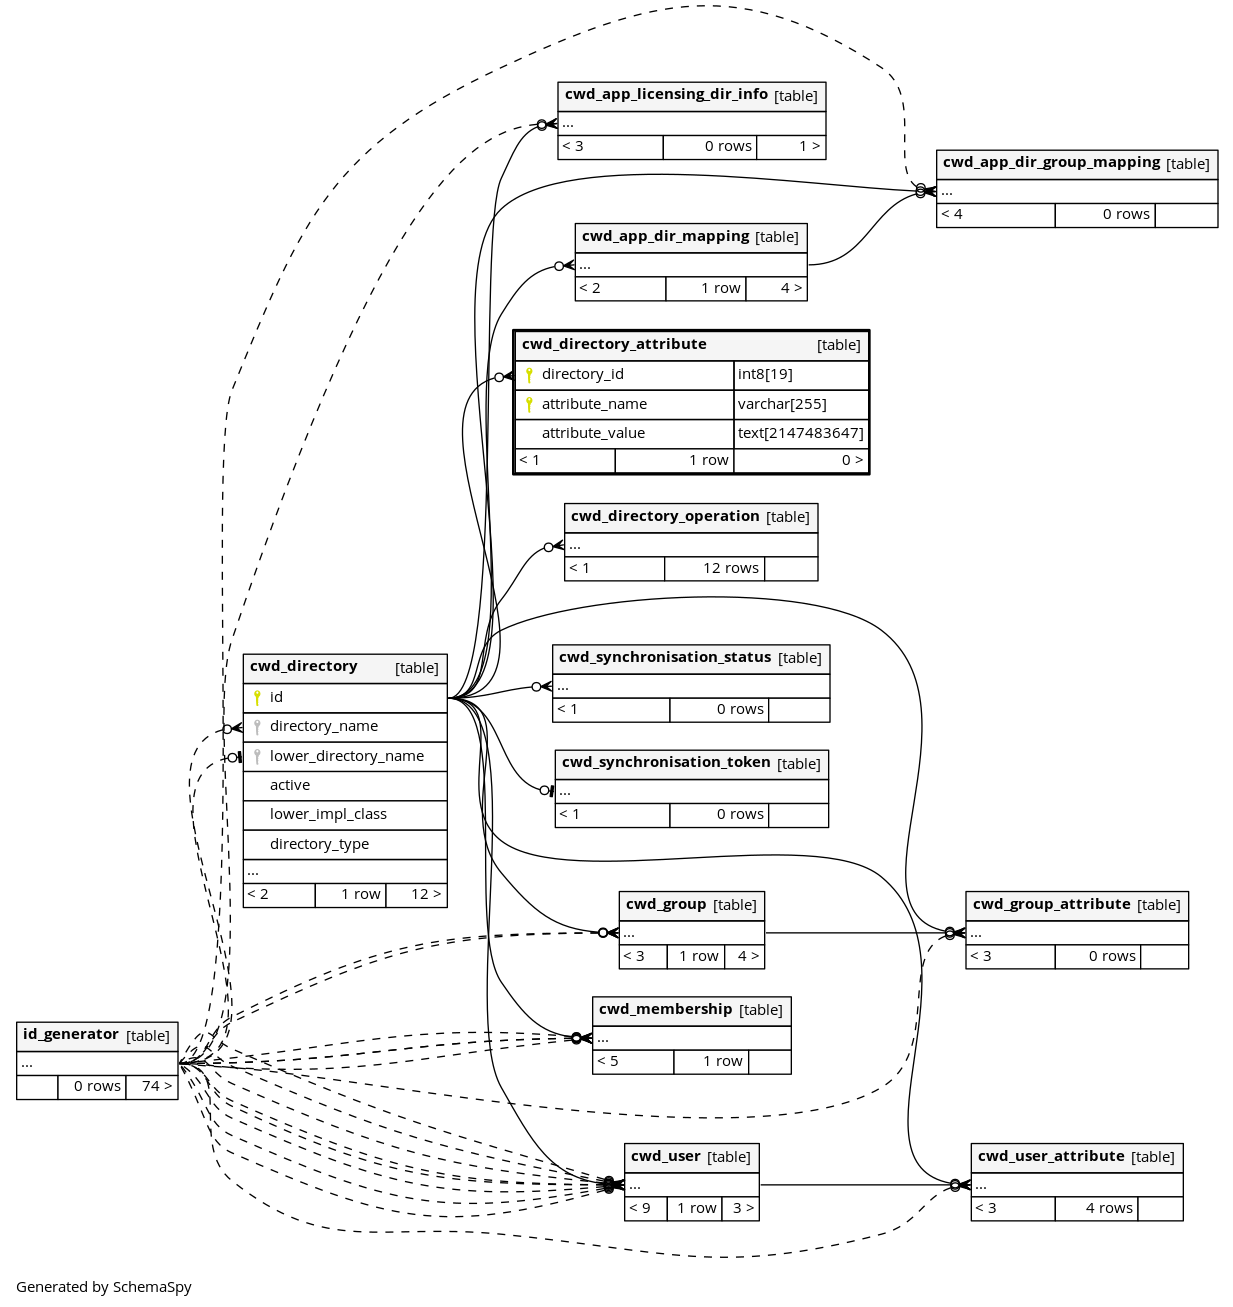 cwd_app_licensing_dir_info [table]
...
< 3 0 rows 1 >
cwd_app_dir_group_mapping [table]
...
< 4 0 rows
cwd_app_dir_mapping [table]
...
< 2 1 row 4 >
cwd_directory_attribute [table]
directory_id int8[19]
attribute_name varchar[255]
attribute_value text[2147483647]
< 1 1 row 0 >
cwd_directory_operation [table]
...
< 1 12 rows
cwd_directory [table]
id
directory_name
lower_directory_name
active
lower_impl_class
directory_type
...
< 2 1 row 12 >
cwd_synchronisation_status [table]
...
< 1 0 rows
cwd_synchronisation_token [table]
...
< 1 0 rows
cwd_group [table]
...
< 3 1 row 4 >
cwd_group_attribute [table]
...
< 3 0 rows
cwd_membership [table]
...
< 5 1 row
id_generator [table]
...
0 rows 74 >
cwd_user [table]
...
< 9 1 row 3 >
cwd_user_attribute [table]
...
< 3 4 rows
Generated by SchemaSpy